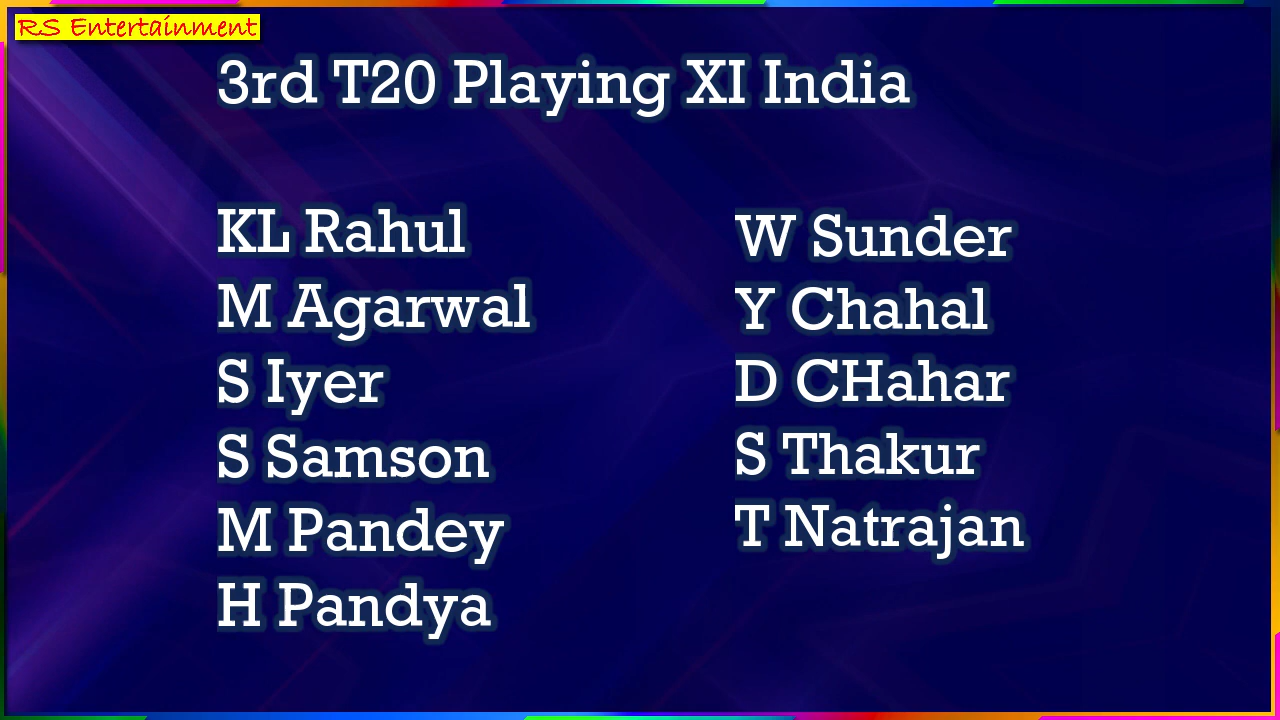 RS Entertainment
3rd T20 Playing XI India
KL Rahul
M Agarwal
S Iyer
S Samson
M Pandey
H Pandya
W Sunder
Y Chahal
D CHahar
S Thakur
T Natrajan